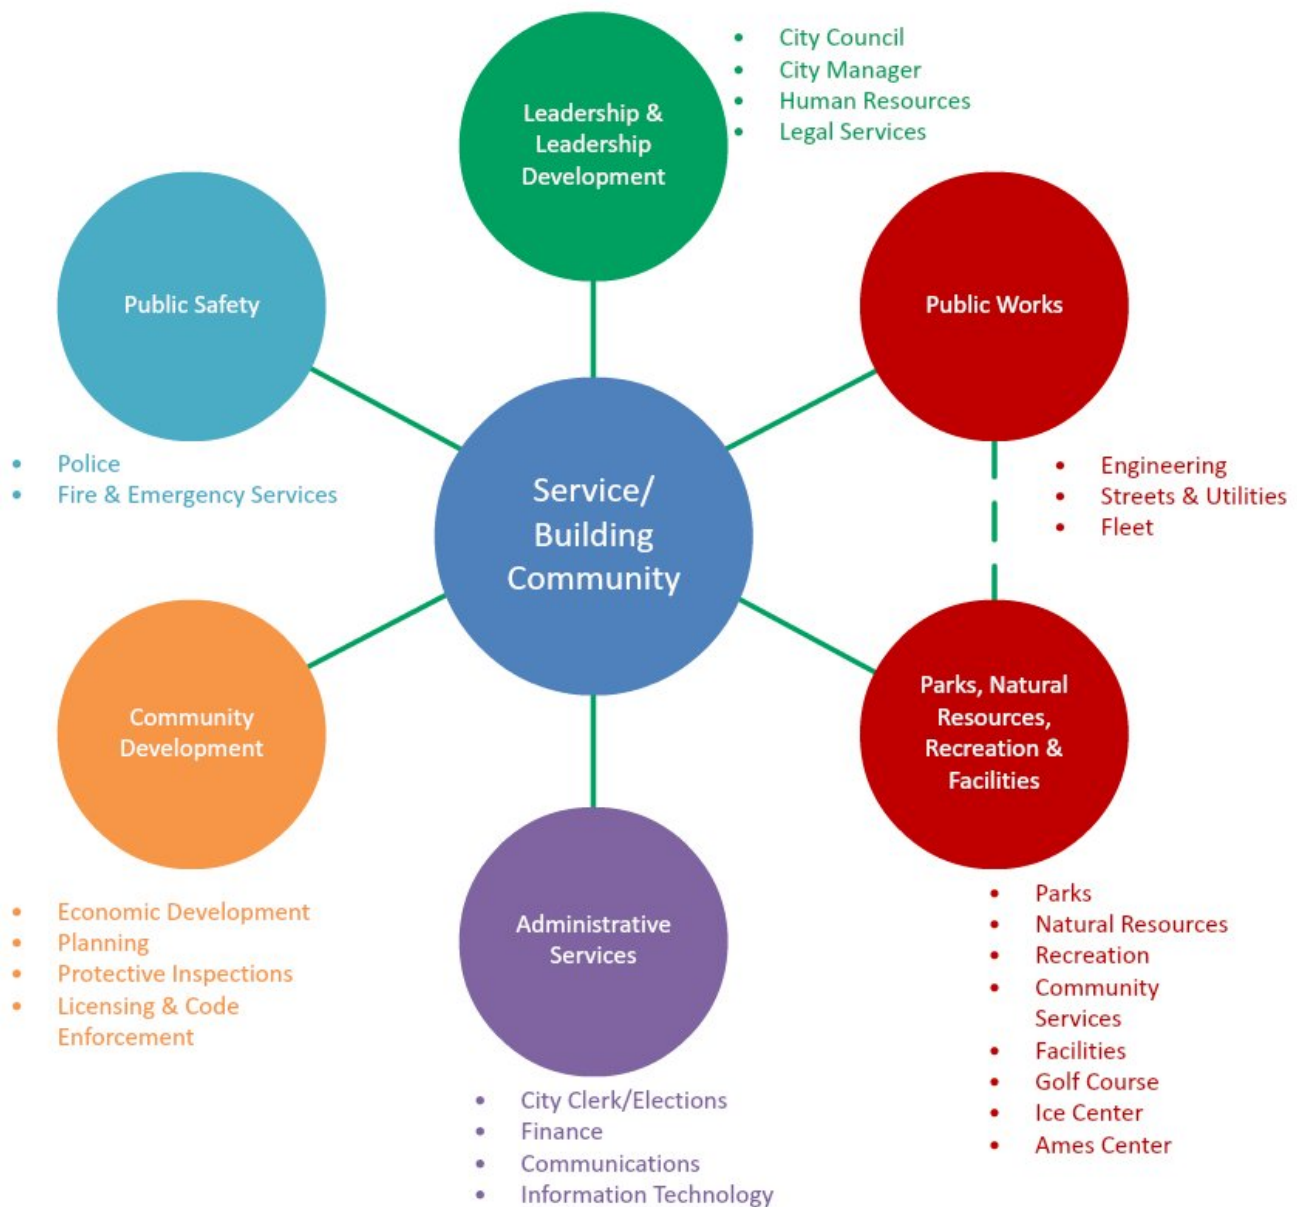 Leadership &
Leadership
Development
• City Council
• City Manager
• Human Resources
• Legal Services
Public Safety
• Police
• Fire & Emergency Services
Public Works
• Engineering
• Streets & Utilities
• Fleet
Service/
Building
Community
Community
Development
• Economic Development
• Planning
• Protective Inspections
• Licensing & Code
Enforcement
Parks, Natural
Resources,
Recreation &
Facilities
• Parks
• Natural Resources
• Recreation
• Community
Services
• Facilities
• Golf Course
• Ice Center
• Ames Center
Administrative
Services
• City Clerk/Elections
• Finance
• Communications
• Information Technology